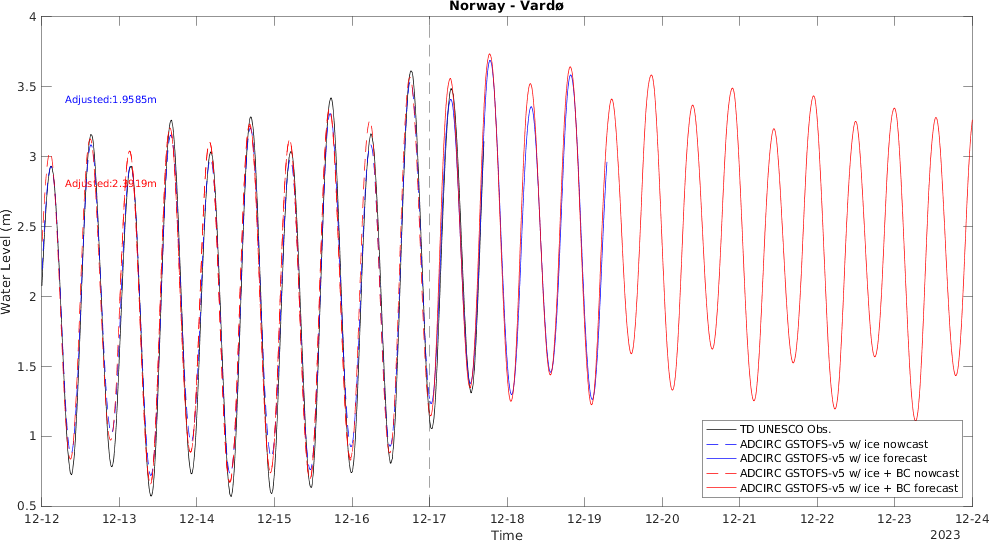 Norway - Vardø
4
3.5
3
2.5
2
1.5
1
0.5
Water Level (m)
Adjusted:1.9585m
Adjusted:2.3919m
TD UNESCO Obs.
ADCIRC GSTOFS-v5 w/ ice nowcast
ADCIRC GSTOFS-v5 w/ ice forecast
ADCIRC GSTOFS-v5 w/ ice + BC nowcast
ADCIRC GSTOFS-v5 w/ ice + BC forecast
12-12 12-13 12-14 12-15 12-16 12-17 12-18 12-19 12-20 12-21 12-22 12-23 12-24
Time
2023